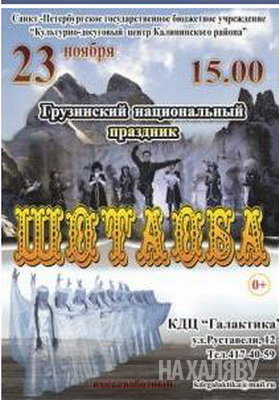 Санкт-Петербургское государственное бюджетное учреждение
"Культурно-досуговый центр Калининского района"
23 ноября 15.00
Грузинский национальный
праздник
ШОТАОБА
0+
КДЦ "Галактика"
ул.Руставели,12
Тел.417-40-59
НА ХАЛЯВУ